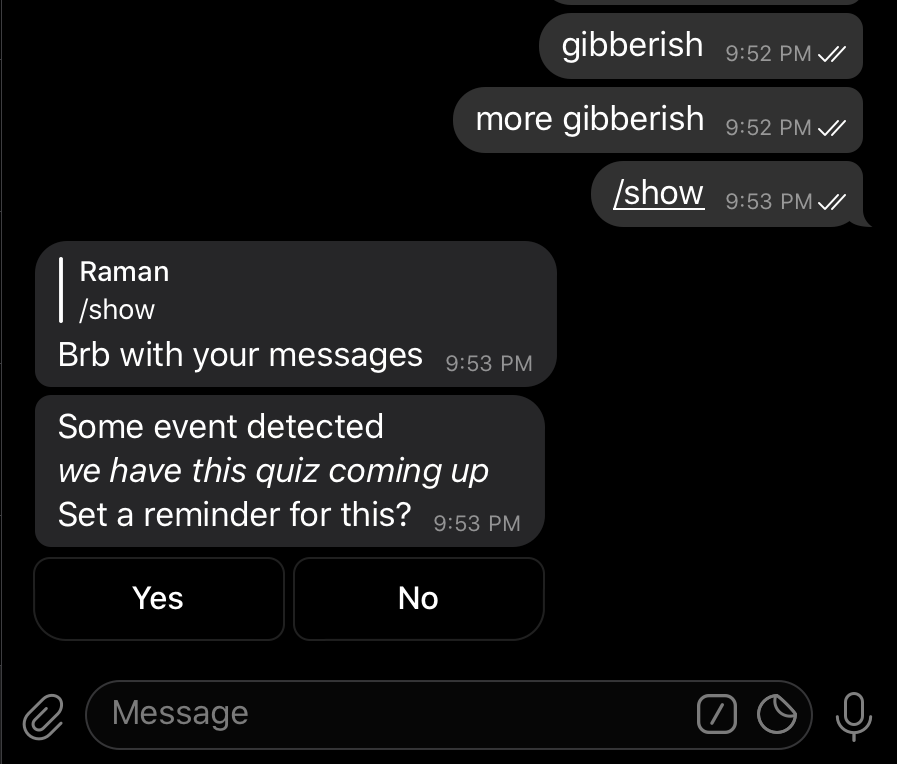 gibberish 9:52 PM
more gibberish 9:52 PM
/show 9:53 PM
Raman
/show
Brb with your messages 9:53 PM
Some event detected
we have this quiz coming up
Set a reminder for this? 9:53 PM
Yes No
Message